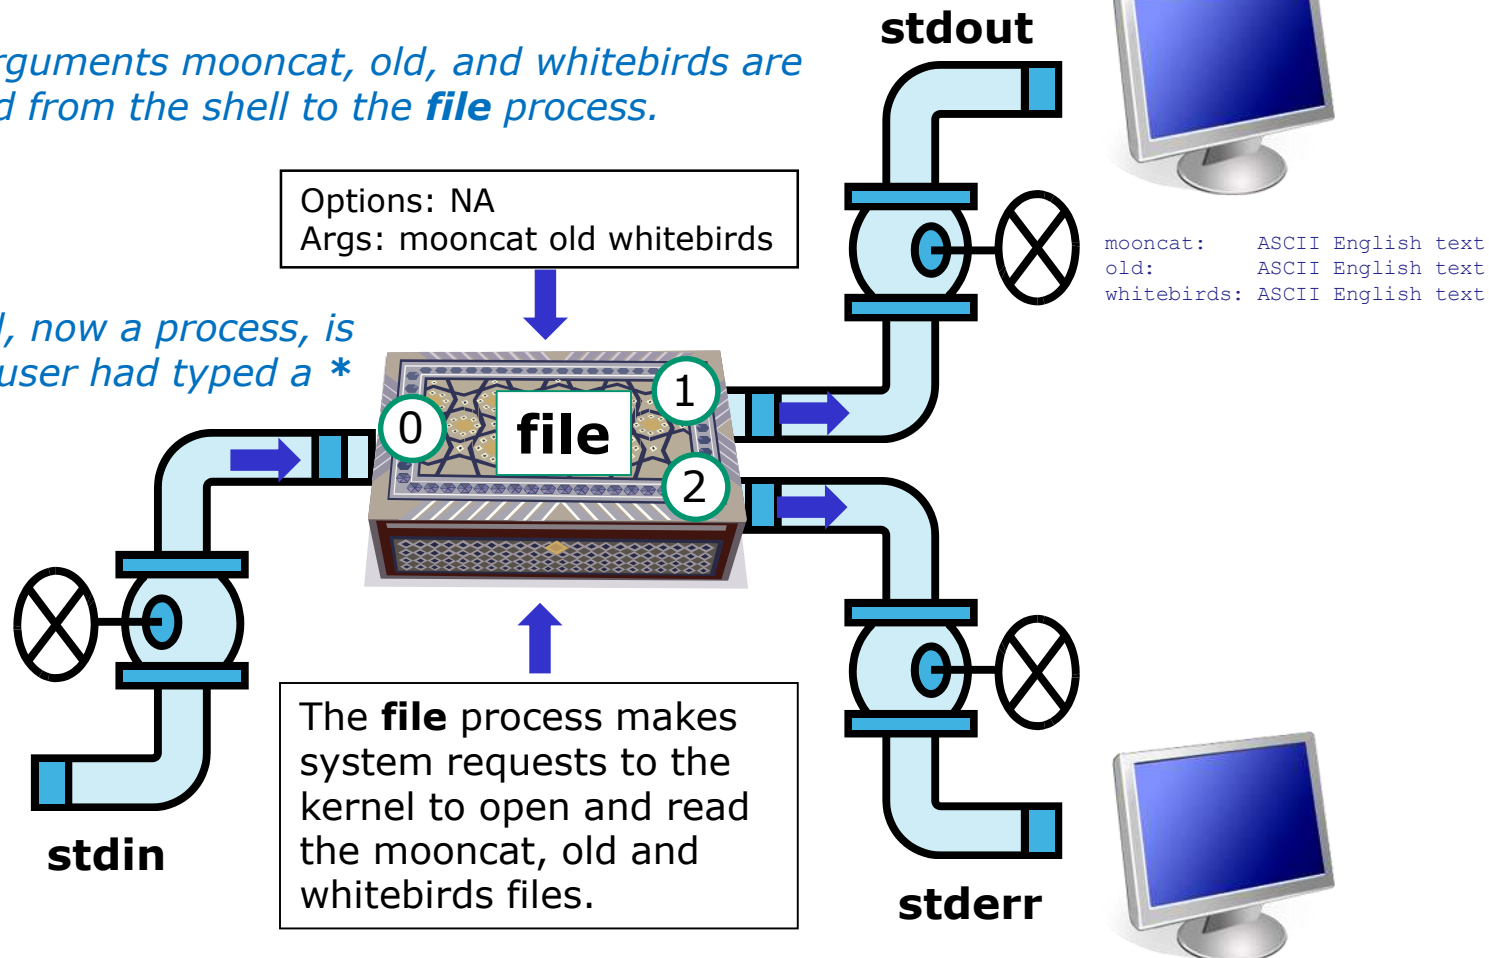 stdout
rguments mooncat, old, and whitebirds are
d from the shell to the file process.
Options: NA
Args: mooncat old whitebirds
mooncat: ASCII English text
old: ASCII English text
whitebirds: ASCII English text
, now a process, is
user had typed a *
0
file
1
2
The file process makes
system requests to the
kernel to open and read
the mooncat, old and
whitebirds files.
stdin
stderr